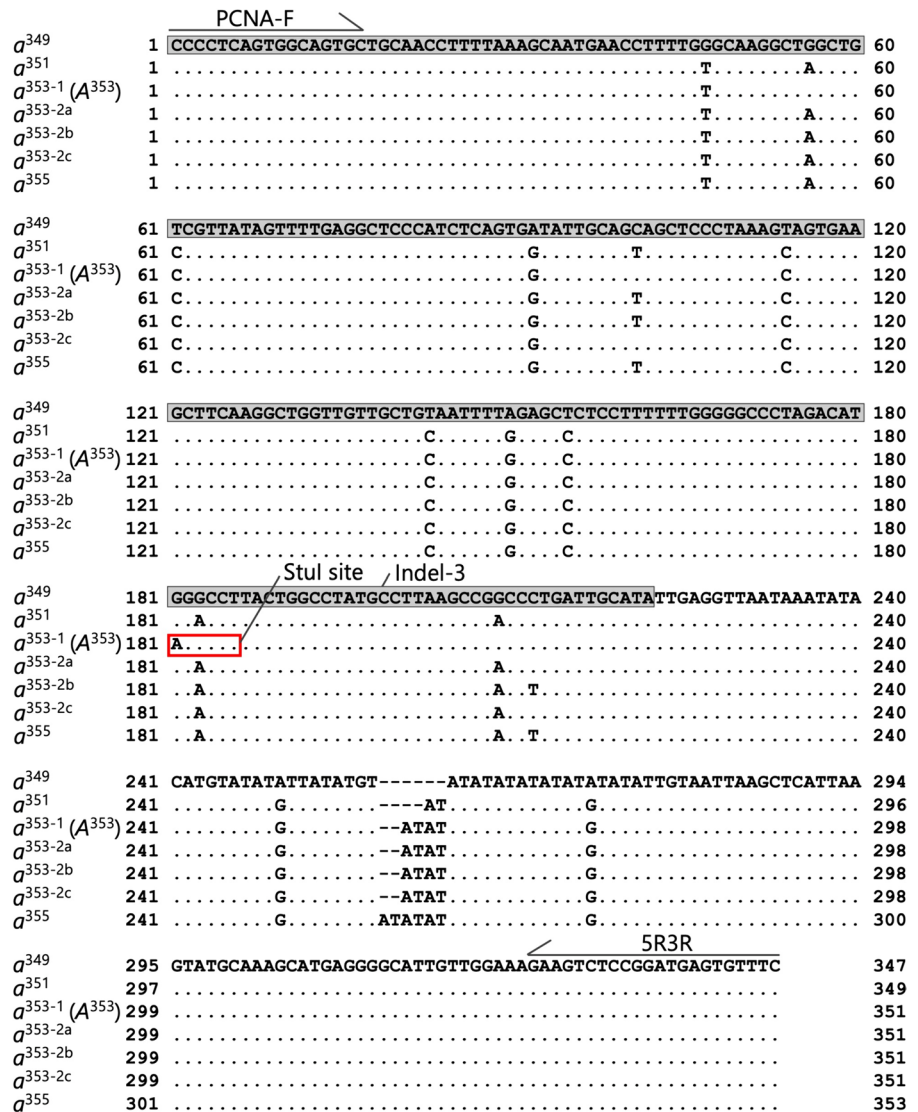 PCNA-F
a349 1 CCCCTCAGTGGCAGTGCTGCAACCTTTTAAAGCAATGAACCTTTTGGGCAAGGCTGGCTG 60
a351 1 ..............................................T........A.... 60
a353-1 (A353) 1 ..............................................T............. 60
a353-2a 1 ..............................................T........A.... 60
a353-2b 1 ..............................................T........A.... 60
a353-2c 1 ..............................................T........A.... 60
a355 1 ..............................................T........A.... 60
a349 61 TCGTTATAGTTTTGAGGCTCCCATCTCAGTGATATTGCAGCAGCTCCCTAAAGTAGTGAA 120
a351 61 C..............................G........T............C...... 120
a353-1 (A353) 61 C..............................G.....................C...... 120
a353-2a 61 C..............................G........T............C...... 120
a353-2b 61 C..............................G........T............C...... 120
a353-2c 61 C..............................G.....................C...... 120
a355 61 C..............................G........T............C...... 120
a349 121 GCTTCAAGGCTGGTTGTTGCTGTAATTTTAGAGCTCTCCTTTTTTGGGGGCCCTAGACAT 180
a351 121 ......................C......G....C......................... 180
a353-1 (A353) 121 ......................C......G....C......................... 180
a353-2a 121 ......................C......G....C......................... 180
a353-2b 121 ......................C......G....C......................... 180
a353-2c 121 ......................C......G....C......................... 180
a355 121 ......................C......G....C......................... 180
StuI site Indel-3
a349 181 GGGCCTTACTGGCCTATGCCTTAAGCCGGCCCTGATTGCATATTGAGGTTAATAAATATA 240
a351 181 ..A.........................A............................... 240
a353-1 (A353) 181 A........................................................... 240
a353-2a 181 ..A.........................A............................... 240
a353-2b 181 ..A.........................A..T............................ 240
a353-2c 181 ..A.........................A............................... 240
a355 181 ..A.........................A..T............................ 240
a349 241 CATGTATATATTATATGT------ATATATATATATATATATTGTAATTAAGCTCATTAA 294
a351 241 .........G........----AT............G....................... 296
a353-1 (A353) 241 .........G........--ATAT............G....................... 298
a353-2a 241 .........G........--ATAT............G....................... 298
a353-2b 241 .........G........--ATAT............G....................... 298
a353-2c 241 .........G........--ATAT............G....................... 298
a355 241 .........G........ATATAT............G....................... 300
5R3R
a349 295 GTATGCAAAGCATGAGGGGCATTGTTGGAAAGAAGTCTCCGGATGAGTGTTTC 347
a351 297 ..................................................... 349
a353-1 (A353) 299 ..................................................... 351
a353-2a 299 ..................................................... 351
a353-2b 299 ..................................................... 351
a353-2c 299 ..................................................... 351
a355 301 ..................................................... 353